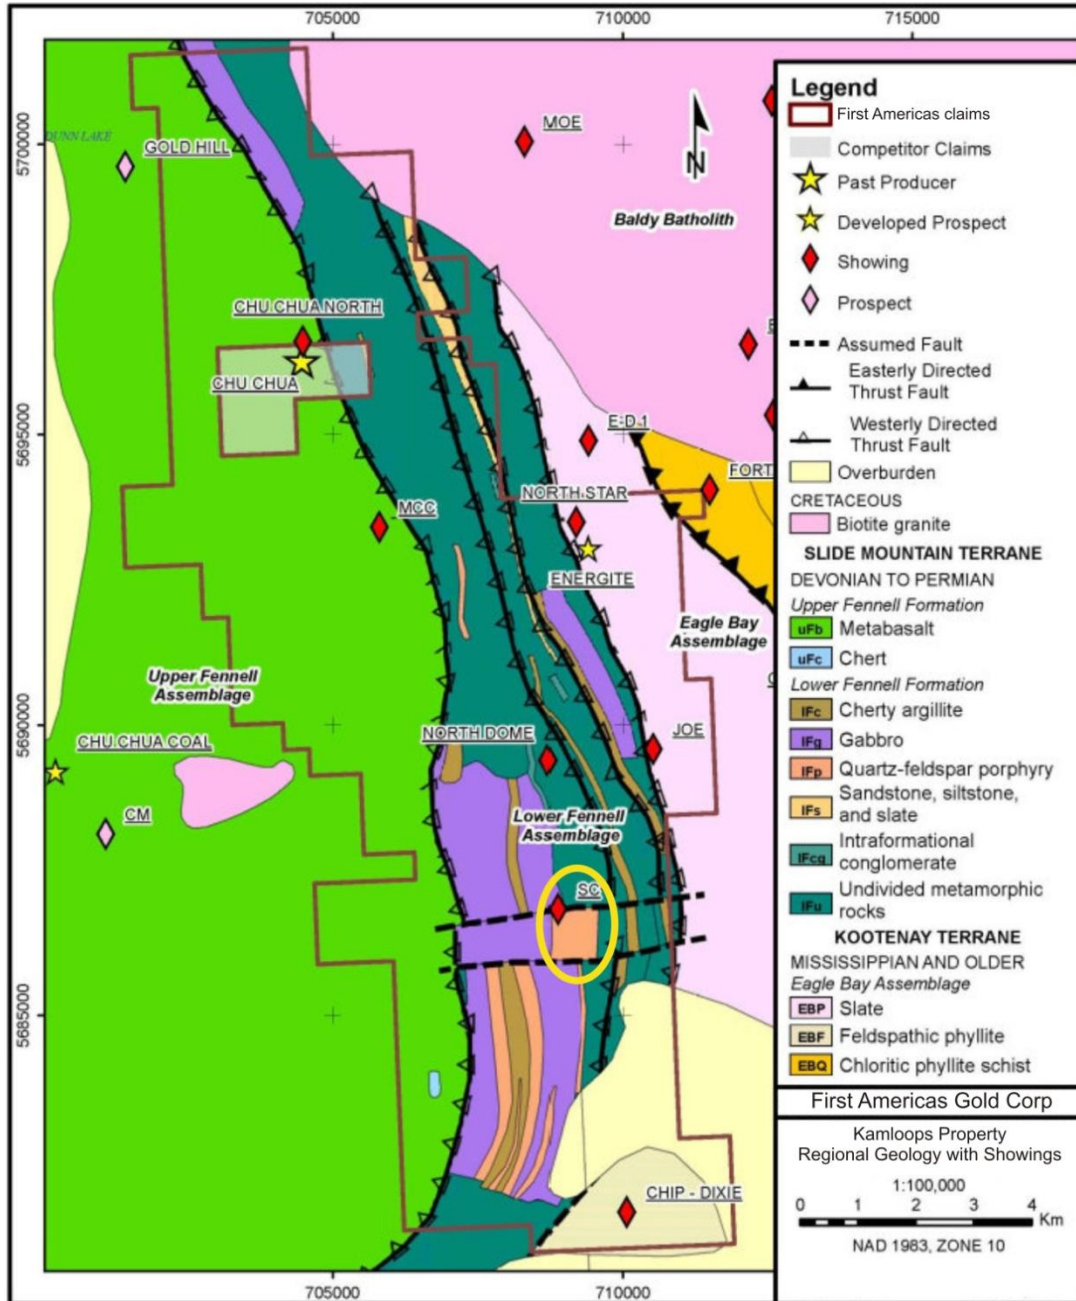 705000
710000
715000
5700000
5695000
5690000
5685000
DUNN LAKE
GOLD HILL
MOE
N
Baldy Batholith
CHU CHUA NORTH
CHU CHUA
E-D 1
FORT
NORTH STAR
MCC
ENERGITE
Eagle Bay
Assemblage
Upper Fennell
Assemblage
NORTH DOME
JOE
CHU CHUA COAL
CM
Lower Fennell
Assemblage
SC
CHIP - DIXIE
705000
710000
Legend
First Americas claims
Competitor Claims
Past Producer
Developed Prospect
Showing
Prospect
Assumed Fault
Easterly Directed
Thrust Fault
Westerly Directed
Thrust Fault
Overburden
CRETACEOUS
Biotite granite
SLIDE MOUNTAIN TERRANE
DEVONIAN TO PERMIAN
Upper Fennell Formation
uFb Metabasalt
uFc Chert
Lower Fennell Formation
lFc Cherty argillite
lFg Gabbro
lFp Quartz-feldspar porphyry
lFs Sandstone, siltstone,
and slate
lFcg Intraformational
conglomerate
lFu Undivided metamorphic
rocks
KOOTENAY TERRANE
MISSISSIPPIAN AND OLDER
Eagle Bay Assemblage
EBP Slate
EBF Feldspathic phyllite
EBQ Chloritic phyllite schist
First Americas Gold Corp
Kamloops Property
Regional Geology with Showings
1:100,000
0 1 2 3 4
Km
NAD 1983, ZONE 10